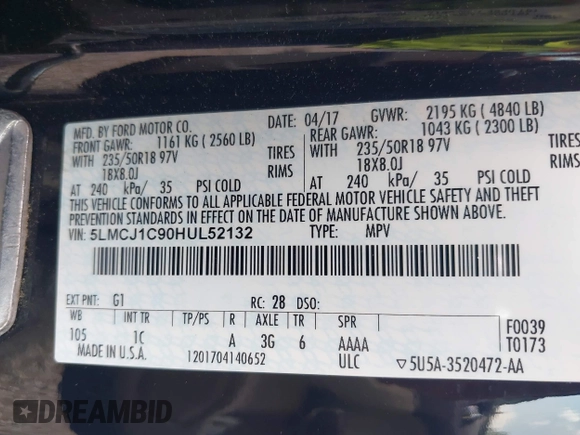 MFD. BY FORD MOTOR CO.
DATE: 04/17 GVWR: 2195 KG ( 4840 LB)
FRONT GAWR: 1161 KG ( 2560 LB)
REAR GAWR: 1043 KG ( 2300 LB)
WITH 235/50R18 97V TIRES
WITH 235/50R18 97V TIRES
18X8.0J RIMS
18X8.0J RIMS
AT 240 kPa/ 35 PSI COLD
AT 240 kPa/ 35 PSI COLD
THIS VEHICLE CONFORMS TO ALL APPLICABLE FEDERAL MOTOR VEHICLE SAFETY AND THEFT
PREVENTION STANDARDS IN EFFECT ON THE DATE OF MANUFACTURE SHOWN ABOVE.
VIN: 5LMCJ1C90HUL52132 TYPE: MPV
EXT PNT: G1 RC: 28 DSO:
WB INT TR TP/PS R AXLE TR SPR
105 1C A 3G 6 AAAA
F0039
T0173
MADE IN U.S.A. 1201704140652 ULC ▽5U5A-3520472-AA
DREAMBID